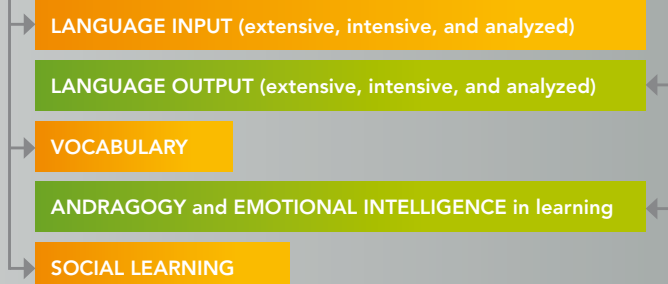 LANGUAGE INPUT (extensive, intensive, and analyzed)
LANGUAGE OUTPUT (extensive, intensive, and analyzed)
VOCABULARY
ANDRAGOGY and EMOTIONAL INTELLIGENCE in learning
SOCIAL LEARNING